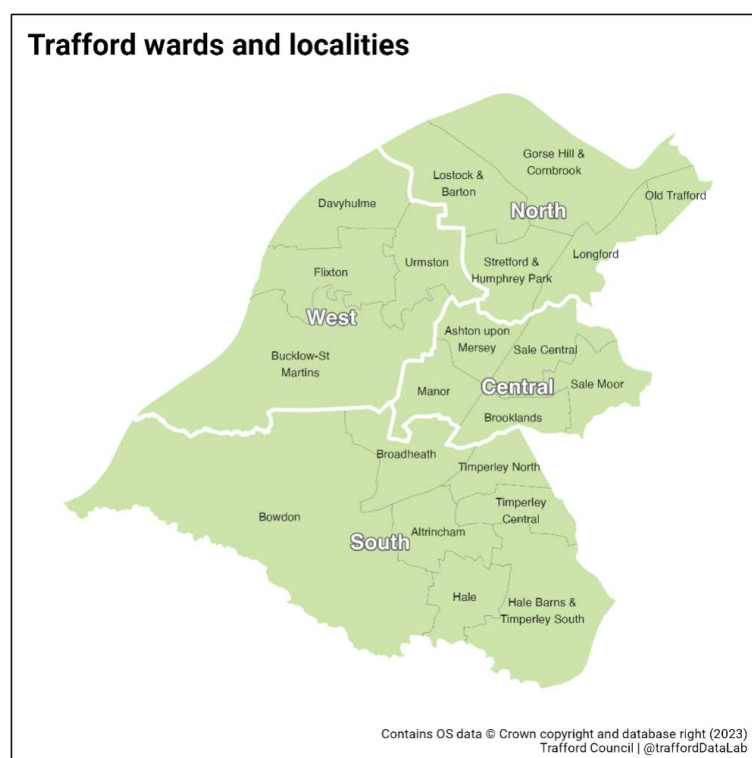 Trafford wards and localities
Gorse Hill &
Cornbrook
Lostock &
Barton
Old Trafford
Davyhulme
North
Longford
Urmston
Stretford &
Humphrey Park
Flixton
West
Ashton upon
Mersey
Sale Central
Bucklow-St
Martins
Manor
Central
Sale Moor
Brooklands
Broadheath
Timperley North
Timperley
Central
Bowdon
Altrincham
South
Hale
Hale Barns &
Timperley South
Contains OS data © Crown copyright and database right (2023)
Trafford Council | @traffordDataLab